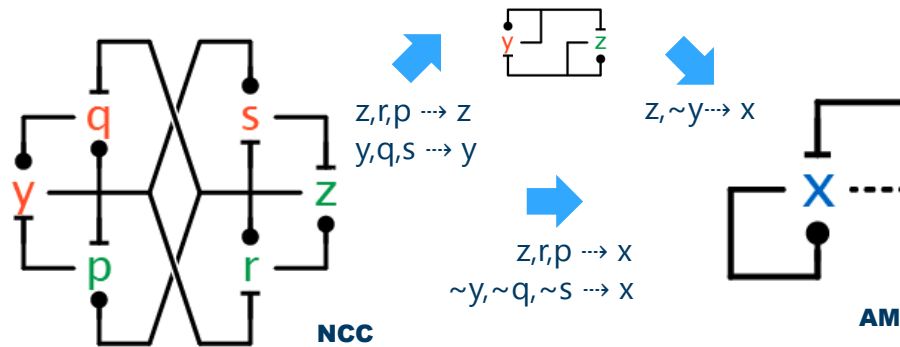 y z
q s
z,r,p ⤏ z
z,~y⤏ x
y,q,s ⤏ y
y z x
z,r,p ⤏ x
p r
~y,~q,~s ⤏ x
NCC
AM